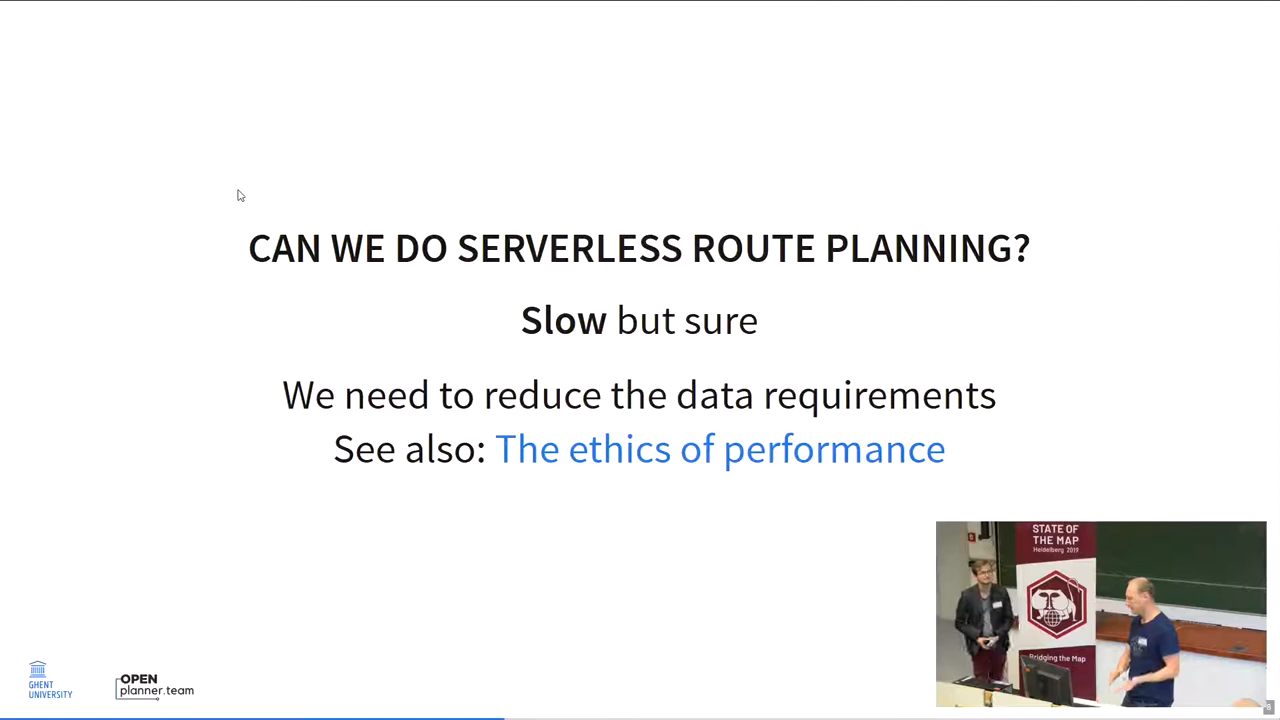 CAN WE DO SERVERLESS ROUTE PLANNING?
Slow but sure
We need to reduce the data requirements
See also: The ethics of performance
STATE OF
THE MAP
Heidelberg 2019
Bridging the Map
GHENT
UNIVERSITY
OPEN
planner.team
6